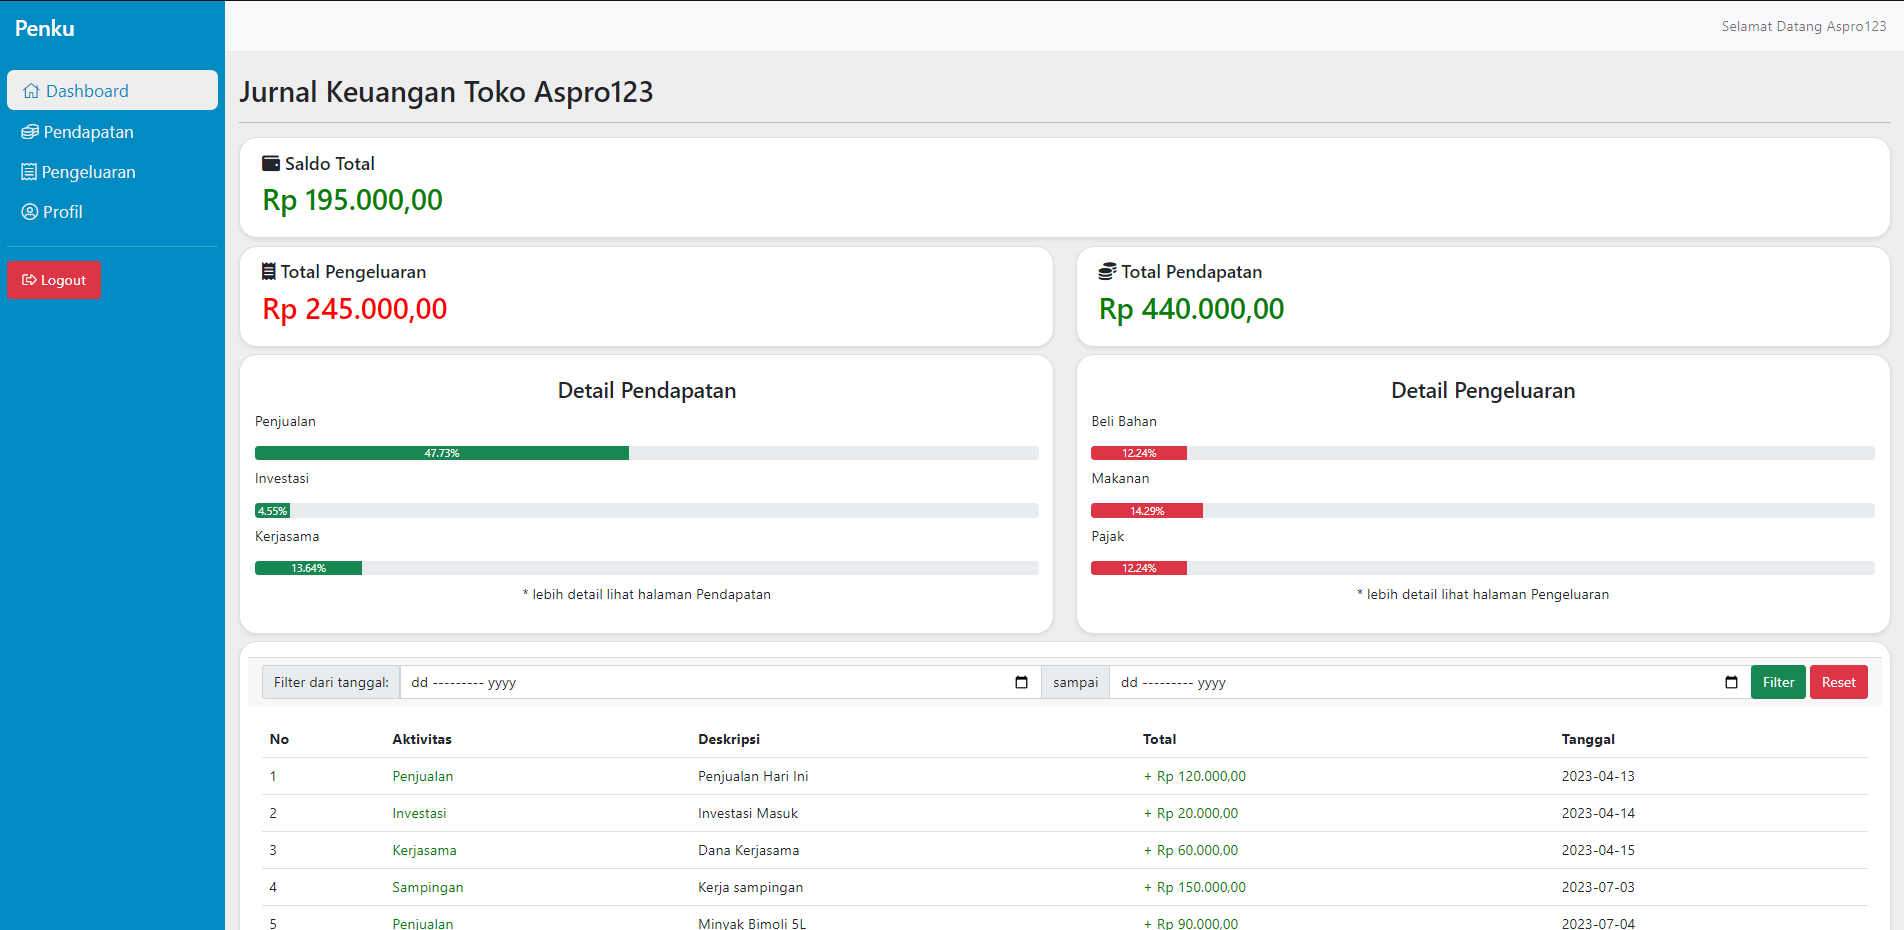 Penku
Selamat Datang Aspro123
Dashboard
Pendapatan
Pengeluaran
Profil
Logout
Jurnal Keuangan Toko Aspro123
Saldo Total
Rp 195.000,00
Total Pengeluaran
Rp 245.000,00
Total Pendapatan
Rp 440.000,00
Detail Pendapatan
Penjualan
47.73%
Investasi
4.55%
Kerjasama
13.64%
* lebih detail lihat halaman Pendapatan
Detail Pengeluaran
Beli Bahan
12.24%
Makanan
14.29%
Pajak
12.24%
* lebih detail lihat halaman Pengeluaran
Filter dari tanggal: dd --------- yyyy sampai dd --------- yyyy Filter Reset
No Aktivitas Deskripsi Total Tanggal
1 Penjualan Penjualan Hari Ini + Rp 120.000,00 2023-04-13
2 Investasi Investasi Masuk + Rp 20.000,00 2023-04-14
3 Kerjasama Dana Kerjasama + Rp 60.000,00 2023-04-15
4 Sampingan Kerja sampingan + Rp 150.000,00 2023-07-03
5 Penjualan Minyak Bimoli 5L + Rp 90.000,00 2023-07-04